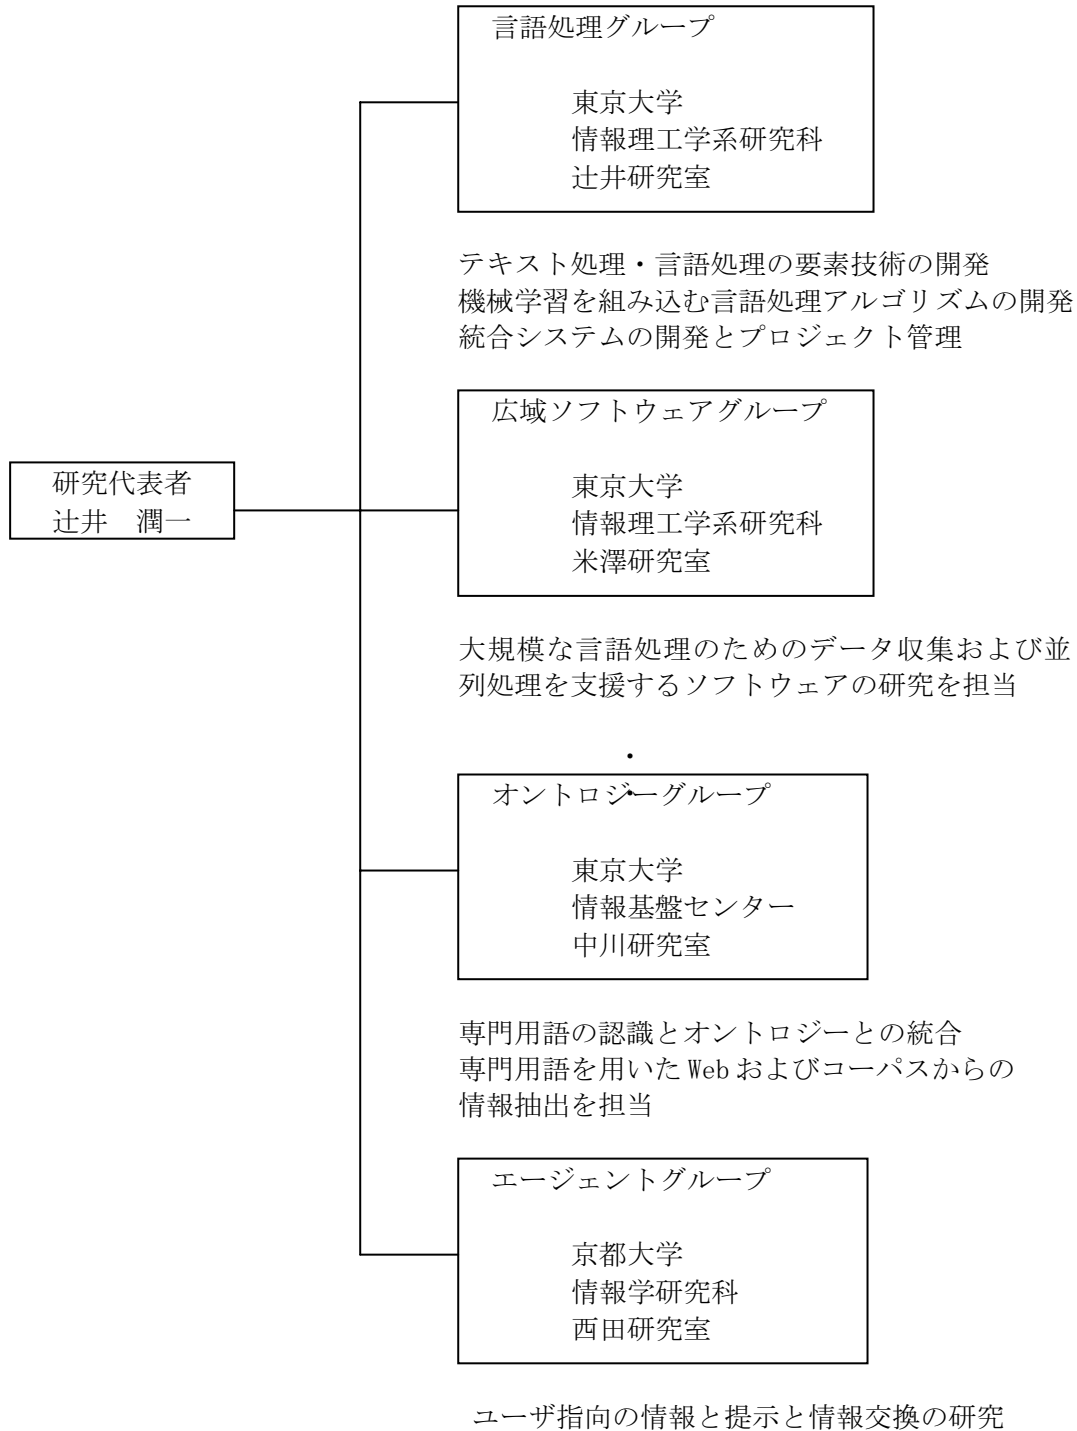 言語処理グループ
東京大学
情報理工学系研究科
辻井研究室
テキスト処理・言語処理の要素技術の開発
機械学習を組み込む言語処理アルゴリズムの開発
統合システムの開発とプロジェクト管理
広域ソフトウェアグループ
研究代表者
辻井　潤一
東京大学
情報理工学系研究科
米澤研究室
大規模な言語処理のためのデータ収集および並
列処理を支援するソフトウェアの研究を担当
・
オントロジーグループ
東京大学
情報基盤センター
中川研究室
専門用語の認識とオントロジーとの統合
専門用語を用いた Web およびコーパスからの
情報抽出を担当
エージェントグループ
京都大学
情報学研究科
西田研究室
ユーザ指向の情報と提示と情報交換の研究